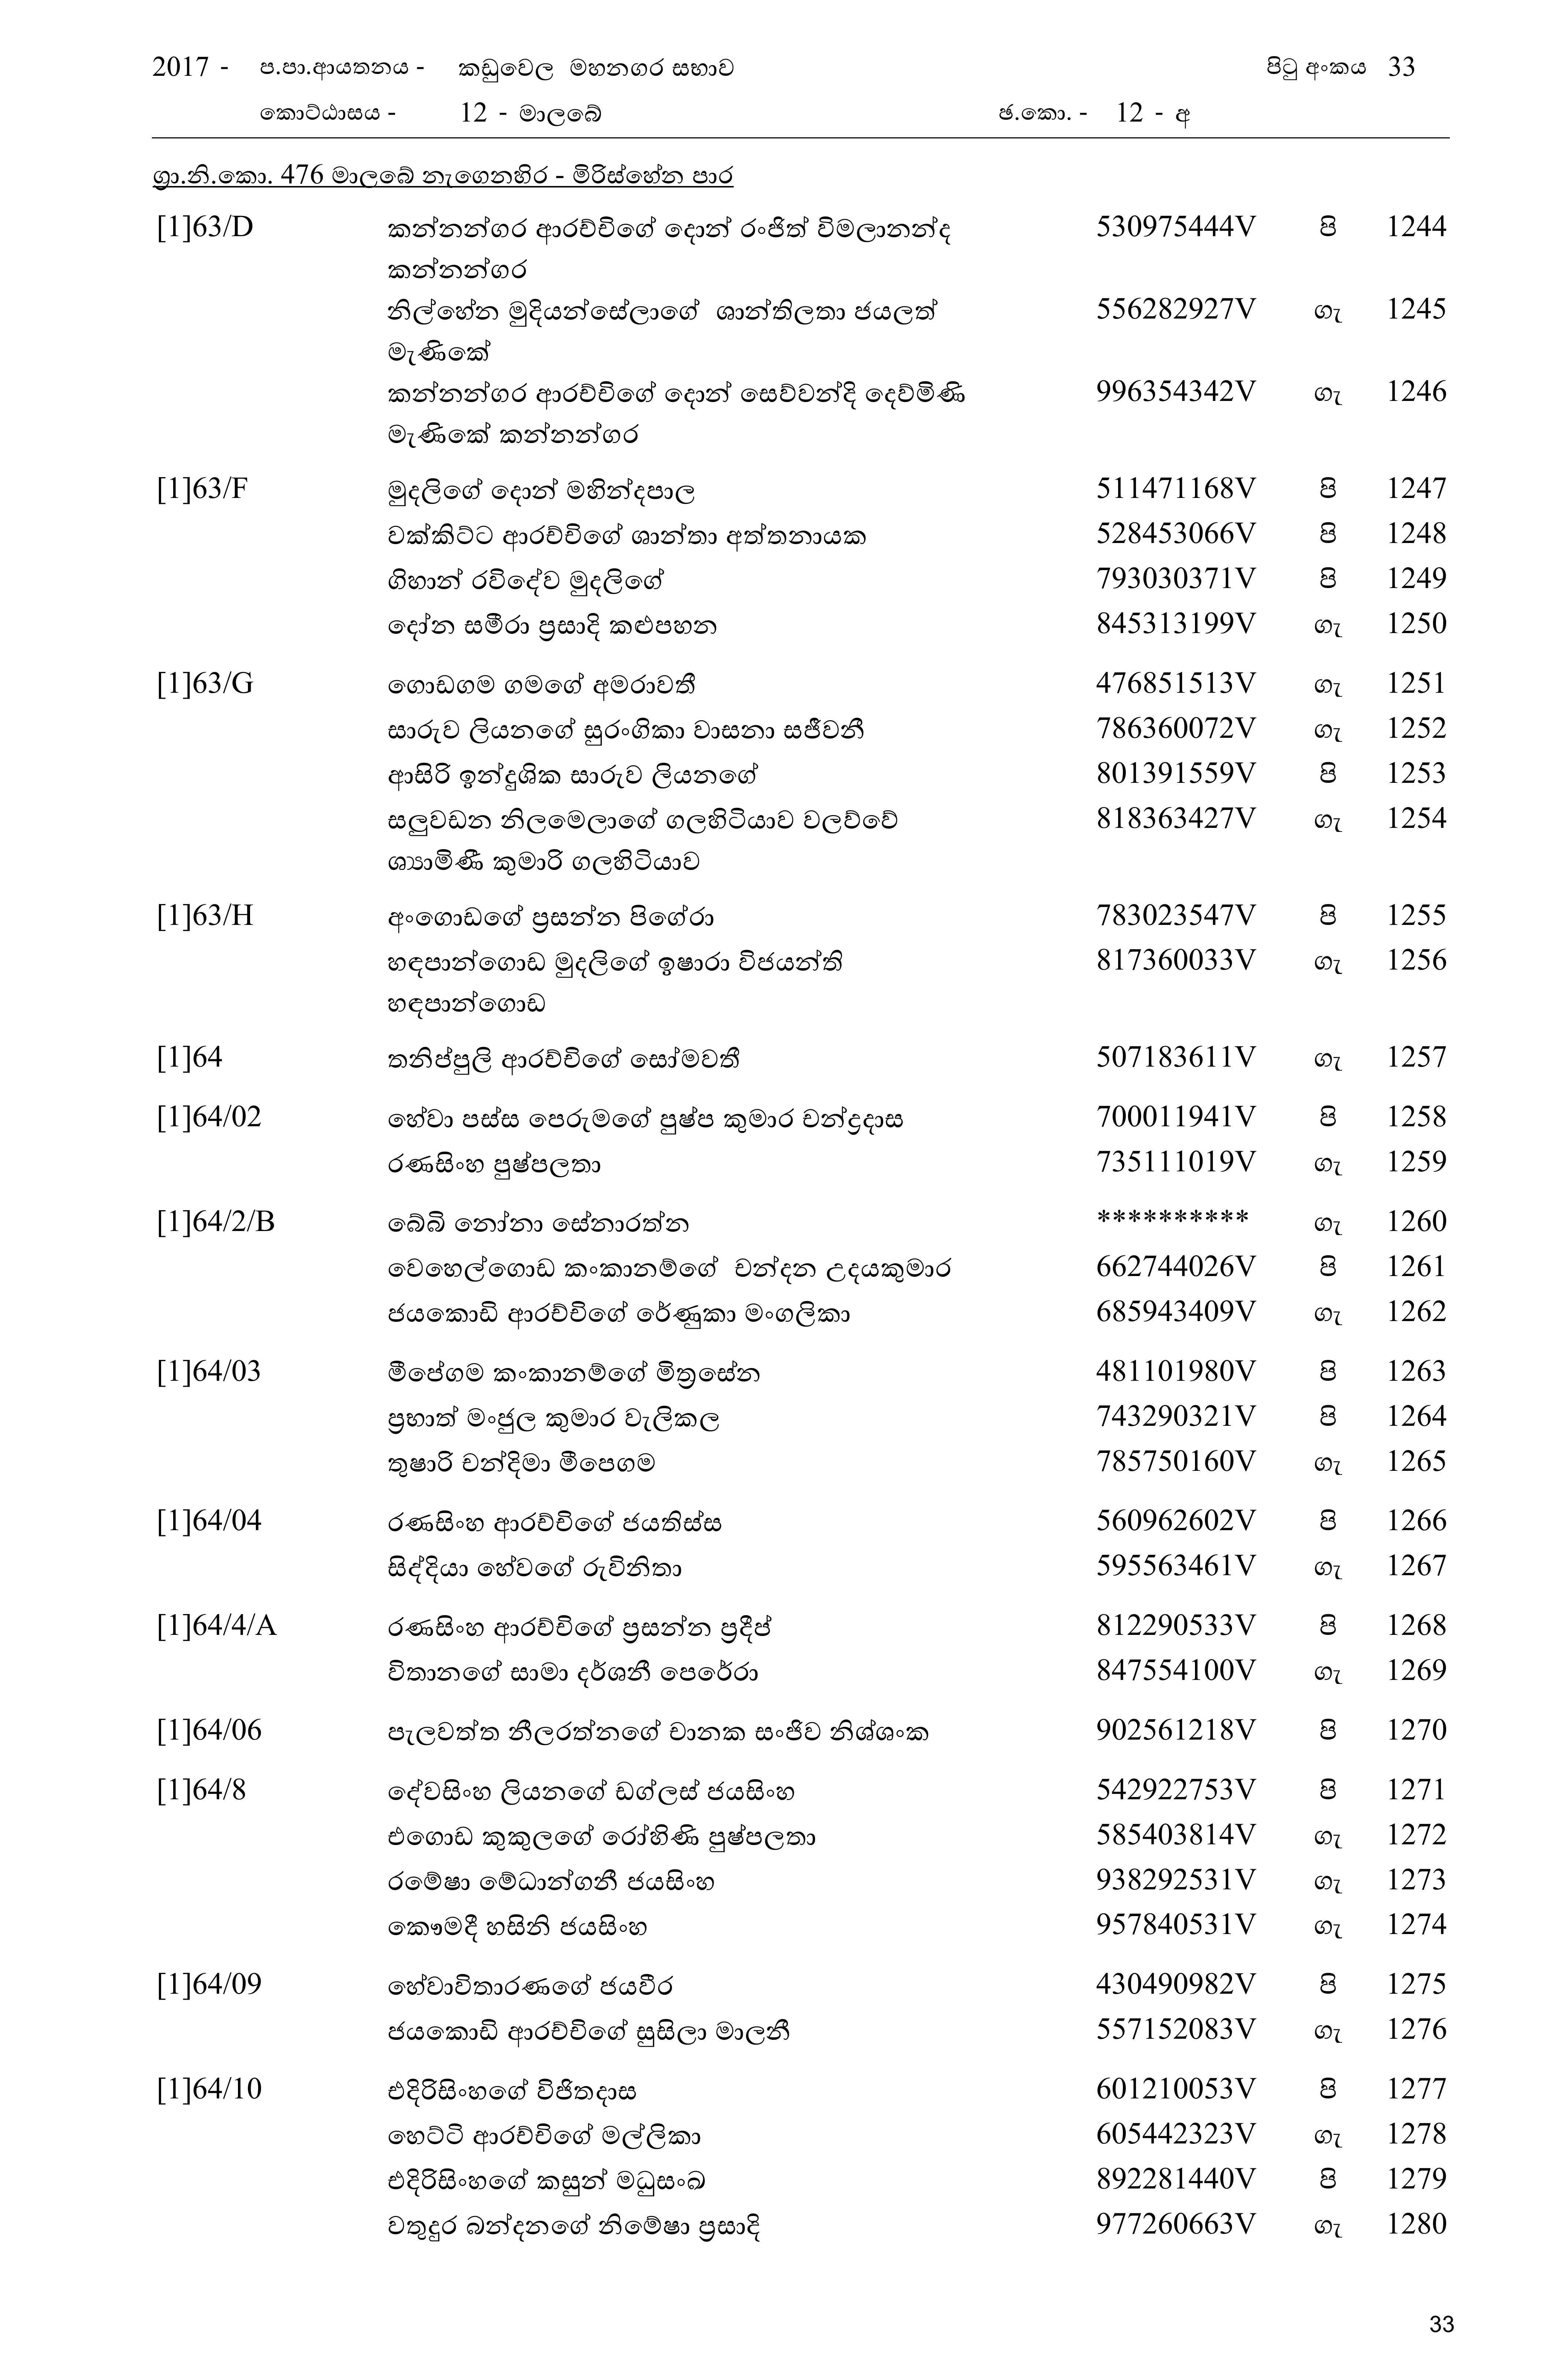 2017 - ප.පා.ආයතනය - කඩුවෙල මහනගර සභාව පිටු අංකය 33
කොට්ඨාසය - 12 - මාලබේ ඡ.කො. - 12 - අ
ග්‍රා.නි.කො. 476 මාලබේ නැගෙනහිර - මිරිස්හේන පාර
[1]63/D කන්නන්ගර ආරච්චිගේ දොන් රංජිත් විමලානන්ද 530975444V පි 1244
කන්නන්ගර
නිල්හේන මුදියන්සේලාගේ ශාන්තිලතා ජයලත් 556282927V ගැ 1245
මැණිකේ
කන්නන්ගර ආරච්චිගේ දොන් සෙව්වන්දි දෙව්මිණි 996354342V ගැ 1246
මැණිකේ කන්නන්ගර
[1]63/F මුදලිගේ දොන් මහින්දපාල 511471168V පි 1247
වක්කිට්ට ආරච්චිගේ ශාන්තා අත්තනායක 528453066V පි 1248
ගිහාන් රවිදේව මුදලිගේ 793030371V පි 1249
දෝන සමීරා ප්‍රසාදි කළුපහන 845313199V ගැ 1250
[1]63/G ගොඩගම ගමගේ අමරාවතී 476851513V ගැ 1251
සාරුව ලියනගේ සුරංගිකා වාසනා සජීවනී 786360072V ගැ 1252
ආසිරි ඉන්දුශික සාරුව ලියනගේ 801391559V පි 1253
සලුවඩන නිලමෙලාගේ ගලහිටියාව වලව්වේ 818363427V ගැ 1254
ශ්‍යාමිණී කුමාරි ගලහිටියාව
[1]63/H අංගොඩගේ ප්‍රසන්න පිගේරා 783023547V පි 1255
හඳපාන්ගොඩ මුදලිගේ ඉෂාරා විජයන්ති 817360033V ගැ 1256
හඳපාන්ගොඩ
[1]64 තනිප්පුලි ආරච්චිගේ සෝමවතී 507183611V ගැ 1257
[1]64/02 හේවා පස්ස පෙරුමගේ පුෂ්ප කුමාර චන්ද්‍රදාස 700011941V පි 1258
රණසිංහ පුෂ්පලතා 735111019V ගැ 1259
[1]64/2/B බේබි නෝනා සේනාරත්න ********** ගැ 1260
වෙහෙල්ගොඩ කංකානම්ගේ චන්දන උදයකුමාර 662744026V පි 1261
ජයකොඩි ආරච්චිගේ රේණුකා මංගලිකා 685943409V ගැ 1262
[1]64/03 මීපේගම කංකානම්ගේ මිත්‍රසේන 481101980V පි 1263
ප්‍රභාත් මංජුල කුමාර වැලිකල 743290321V පි 1264
තුෂාරි චන්දිමා මීපෙගම 785750160V ගැ 1265
[1]64/04 රණසිංහ ආරච්චිගේ ජයතිස්ස 560962602V පි 1266
සිද්දියා හේවගේ රුවිනිතා 595563461V ගැ 1267
[1]64/4/A රණසිංහ ආරච්චිගේ ප්‍රසන්න ප්‍රදීප් 812290533V පි 1268
විතානගේ සාමා දර්ශනී පෙරේරා 847554100V ගැ 1269
[1]64/06 පැලවත්ත නීලරත්නගේ චානක සංජිව නිශ්ශංක 902561218V පි 1270
[1]64/8 දේවසිංහ ලියනගේ ඩග්ලස් ජයසිංහ 542922753V පි 1271
එගොඩ කුකුලගේ රෝහිණි පුෂ්පලතා 585403814V ගැ 1272
රමේෂා මේධාන්ගනී ජයසිංහ 938292531V ගැ 1273
කෞමදී හසිනි ජයසිංහ 957840531V ගැ 1274
[1]64/09 හේවාවිතාරණගේ ජයවීර 430490982V පි 1275
ජයකොඩි ආරච්චිගේ සුසිලා මාලනී 557152083V ගැ 1276
[1]64/10 එදිරිසිංහගේ විජිතදාස 601210053V පි 1277
හෙට්ටි ආරච්චිගේ මල්ලිකා 605442323V ගැ 1278
එදිරිසිංහගේ කසුන් මධුසංඛ 892281440V පි 1279
වතුදුර බන්දනගේ නිමේෂා ප්‍රසාදි 977260663V ගැ 1280
33